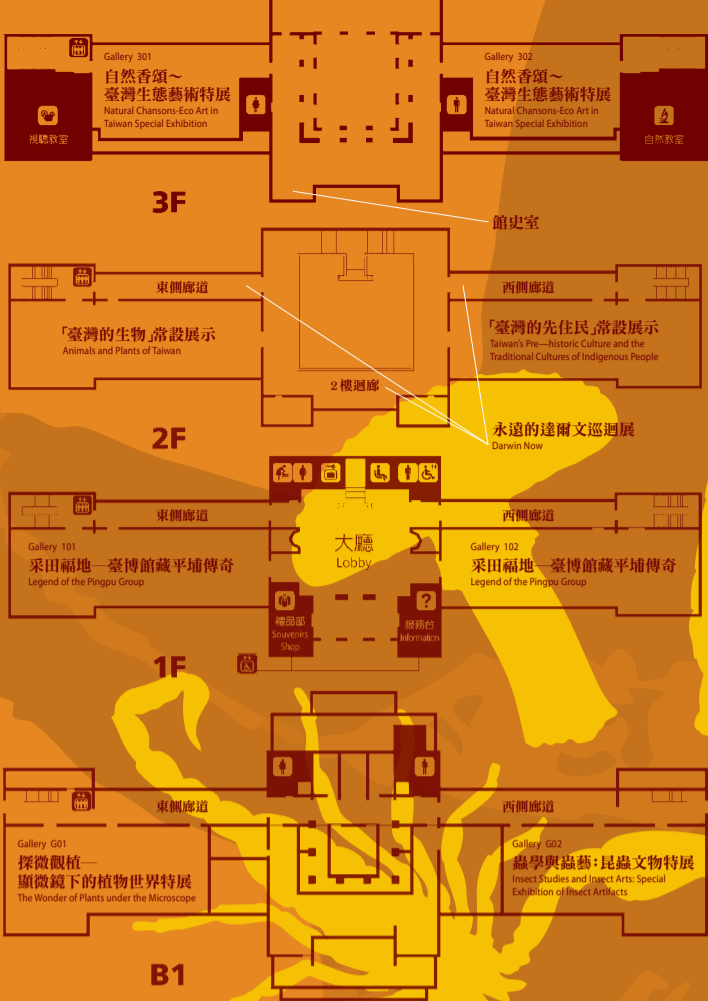 Gallery 301
自然香頌～
臺灣生態藝術特展
Natural Chansons-Eco Art in
Taiwan Special Exhibition
視聽教室
Gallery 302
自然香頌～
臺灣生態藝術特展
Natural Chansons-Eco Art in
Taiwan Special Exhibition
自然教室
3F
館史室
東側廊道
西側廊道
「臺灣的生物」常設展示
Animals and Plants of Taiwan
「臺灣的先住民」常設展示
Taiwan's Pre—historic Culture and the
Traditional Cultures of Indigenous People
2樓迴廊
2F
永遠的達爾文巡迴展
Darwin Now
東側廊道
西側廊道
大廳
Lobby
Gallery 101
采田福地—臺博館藏平埔傳奇
Legend of the Pingpu Group
Gallery 102
采田福地—臺博館藏平埔傳奇
Legend of the Pingpu Group
禮品部
Souvenirs
Shop
?
服務台
Information
1F
東側廊道
西側廊道
Gallery G01
探微觀植—
顯微鏡下的植物世界特展
The Wonder of Plants under the Microscope
Gallery G02
蟲學與蟲藝：昆蟲文物特展
Insect Studies and Insect Arts: Special
Exhibition of Insect Artifacts
B1